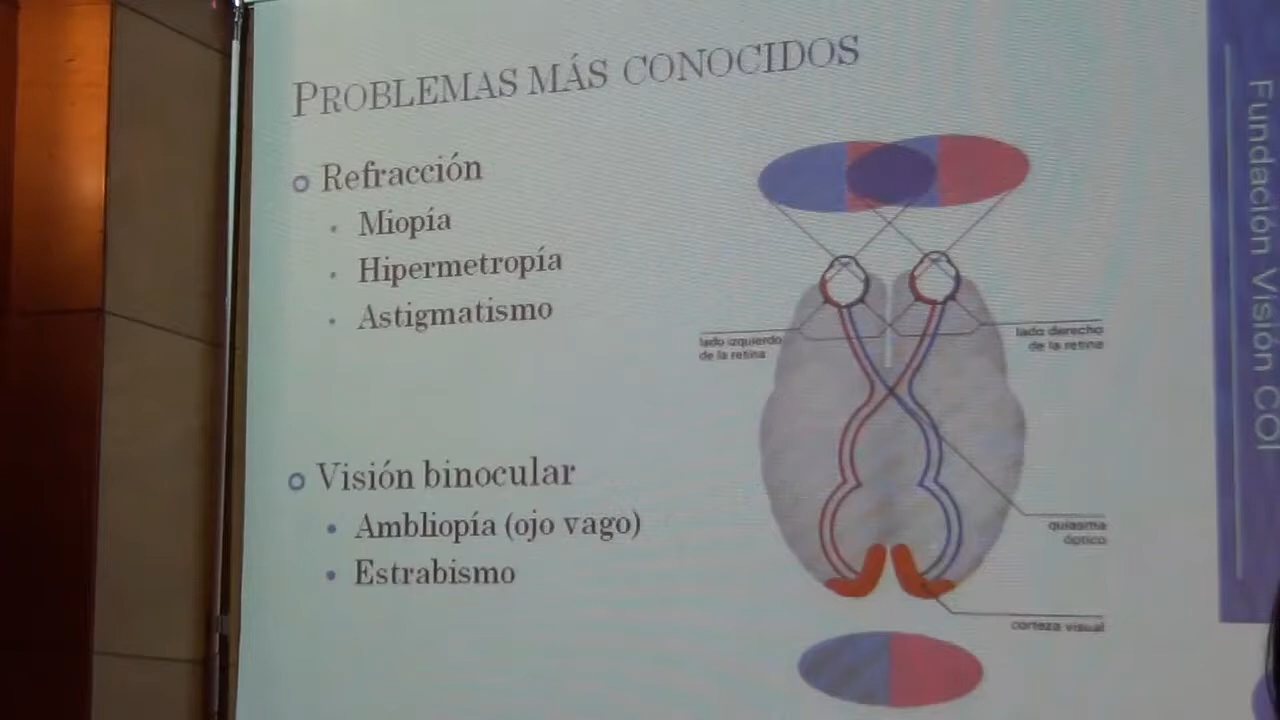 PROBLEMAS MÁS CONOCIDOS
Refracción
Miopía
Hipermetropía
Astigmatismo
Visión binocular
Ambliopía (ojo vago)
Estrabismo
lado izquierdo
de la retina
lado derecho
de la retina
quiasma
óptico
corteza visual
Fundación Visión COI